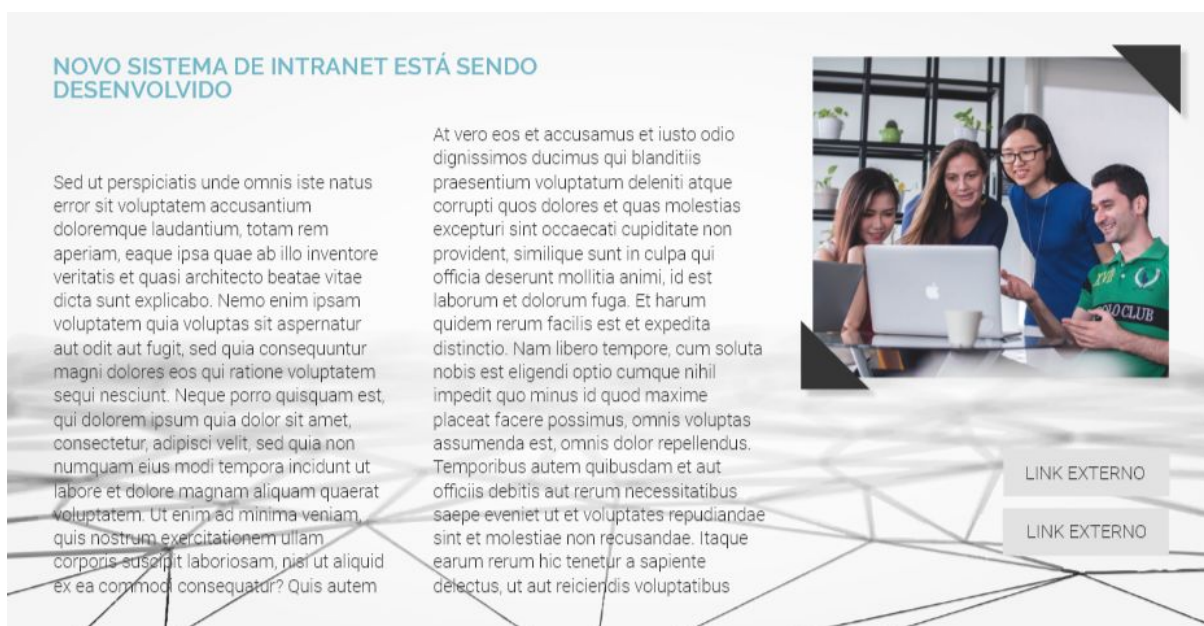 NOVO SISTEMA DE INTRANET ESTÁ SENDO
DESENVOLVIDO
Sed ut perspiciatis unde omnis iste natus
error sit voluptatem accusantium
doloremque laudantium, totam rem
aperiam, eaque ipsa quae ab illo inventore
veritatis et quasi architecto beatae vitae
dicta sunt explicabo. Nemo enim ipsam
voluptatem quia voluptas sit aspernatur
aut odit aut fugit, sed quia consequuntur
magni dolores eos qui ratione voluptatem
sequi nesciunt. Neque porro quisquam est,
qui dolorem ipsum quia dolor sit amet,
consectetur, adipisci velit, sed quia non
numquam eius modi tempora incidunt ut
labore et dolore magnam aliquam quaerat
voluptatem. Ut enim ad minima veniam,
quis nostrum exercitationem ullam
corporis suscipit laboriosam, nisi ut aliquid
ex ea commodi consequatur? Quis autem
At vero eos et accusamus et iusto odio
dignissimos ducimus qui blanditiis
praesentium voluptatum deleniti atque
corrupti quos dolores et quas molestias
excepturi sint occaecati cupiditate non
provident, similique sunt in culpa qui
officia deserunt mollitia animi, id est
laborum et dolorum fuga. Et harum
quidem rerum facilis est et expedita
distinctio. Nam libero tempore, cum soluta
nobis est eligendi optio cumque nihil
impedit quo minus id quod maxime
placeat facere possimus, omnis voluptas
assumenda est, omnis dolor repellendus.
Temporibus autem quibusdam et aut
officiis debitis aut rerum necessitatibus
saepe eveniet ut et voluptates repudiandae
sint et molestiae non recusandae. Itaque
earum rerum hic tenetur a sapiente
delectus, ut aut reiciendis voluptatibus
XVII
POLO CLUB
LINK EXTERNO
LINK EXTERNO